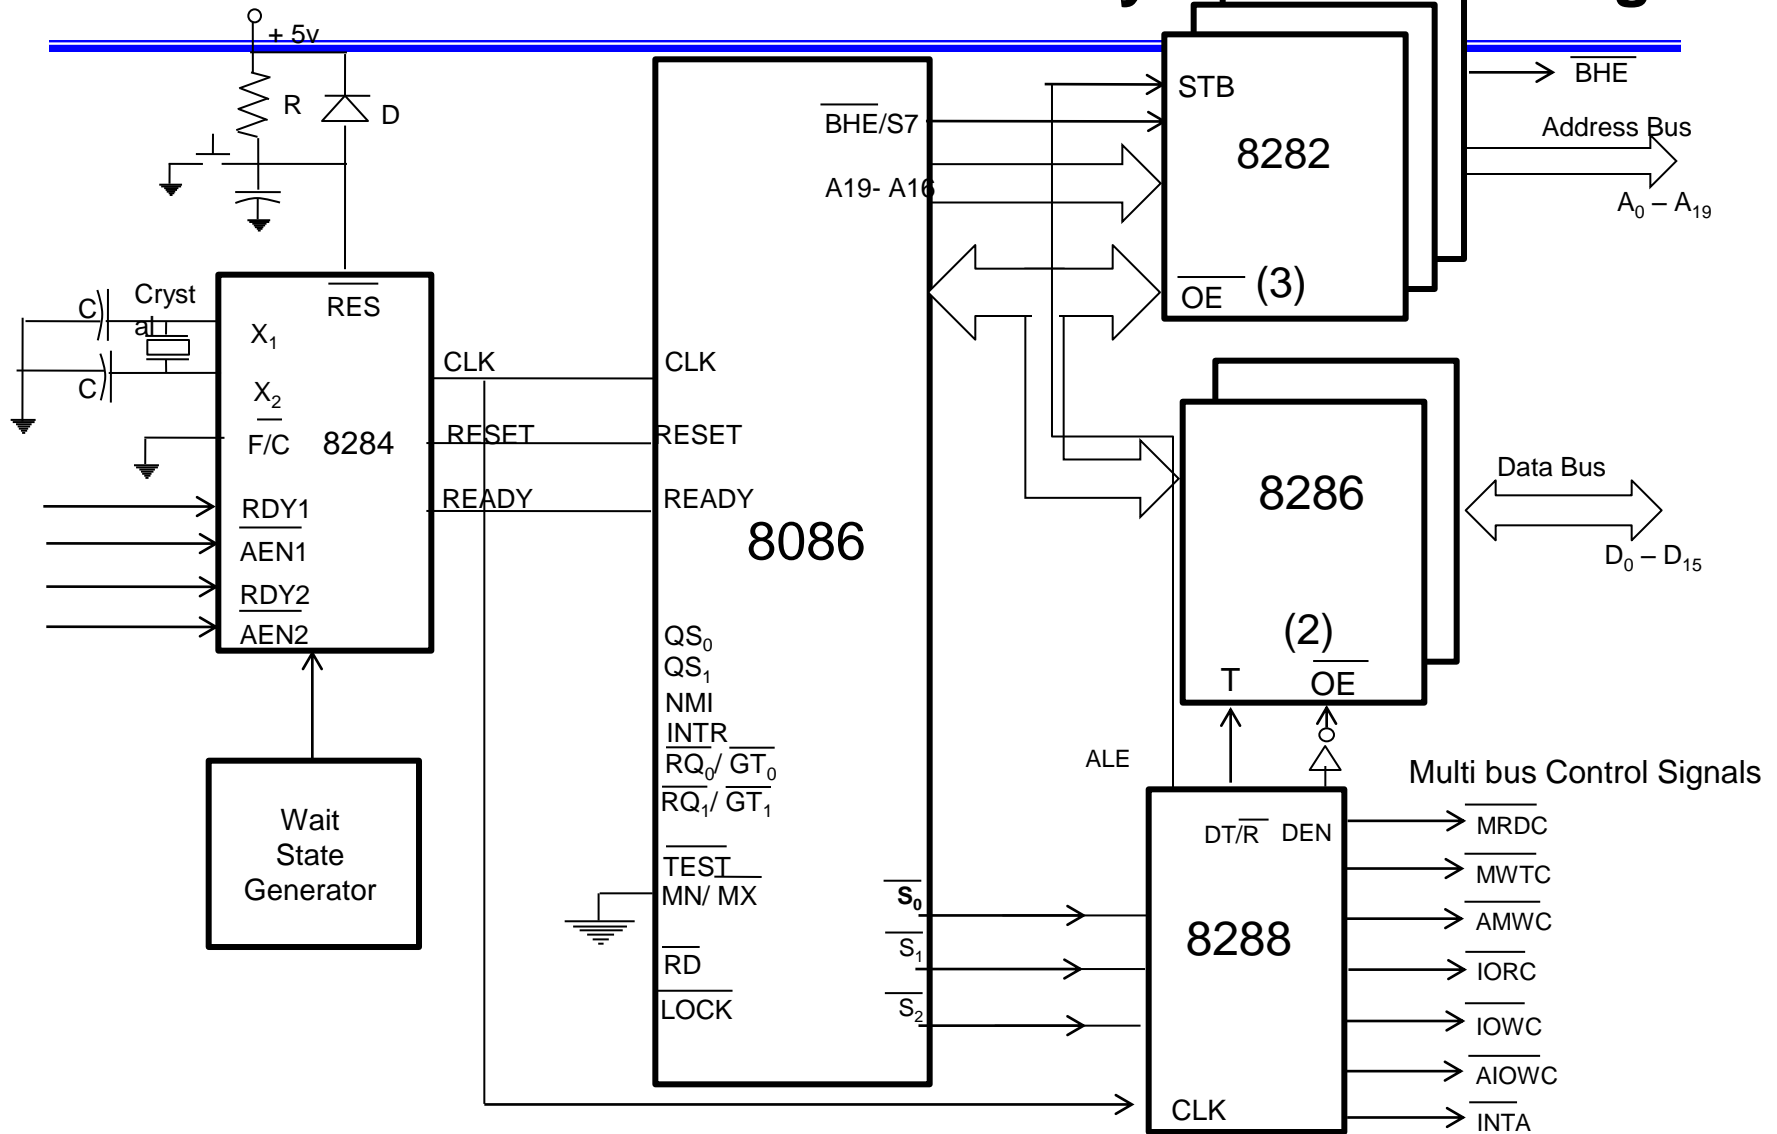 + 5v
R
D
C
Cryst
al
C
RES
X1
X2
F/C
8284
RDY1
AEN1
RDY2
AEN2
Wait
State
Generator
CLK
RESET
READY
CLK
RESET
READY
8086
BHE/S7
A19- A16
QS0
QS1
NMI
INTR
RQ0/ GT0
RQ1/ GT1
TEST
MN/ MX
RD
LOCK
S0
S1
S2
STB
8282
OE (3)
BHE
Address Bus
A0 – A19
8286
(2)
T
OE
Data Bus
D0 – D15
ALE
DT/R DEN
8288
CLK
Multi bus Control Signals
MRDC
MWTC
AMWC
IORC
IOWC
AIOWC
INTA